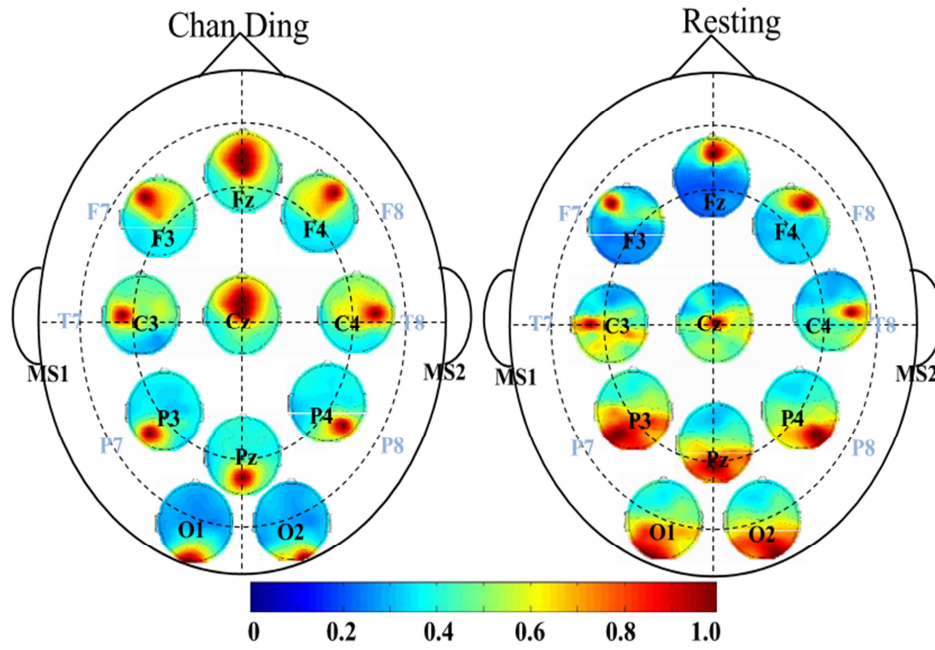 Chan Ding Resting
Fz Fz
F7 F3 F4 F8 F7 F3 F4 F8
T7 C3 Cz C4 T8 T7 C3 Cz C4 T8
MS1 MS2 MS1 MS2
P7 P3 Pz P4 P8 P7 P3 Pz P4 P8
O1 O2 O1 O2
0 0.2 0.4 0.6 0.8 1.0